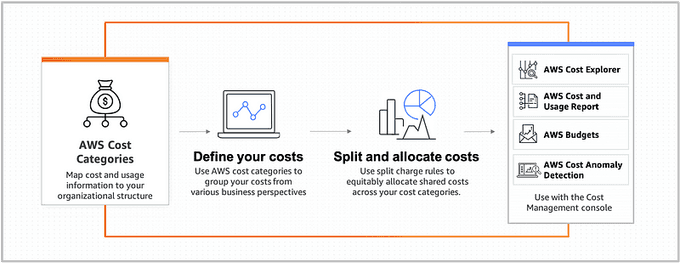 AWS Cost
Categories
Map cost and usage
information to your
organizational structure
Define your costs
Use AWS cost categories to
group your costs from
various business perspectives
Split and allocate costs
Use split charge rules to
equitably allocate shared costs
across your cost categories.
AWS Cost Explorer
AWS Cost and
Usage Report
AWS Budgets
AWS Cost Anomaly
Detection
Use with the Cost
Management console